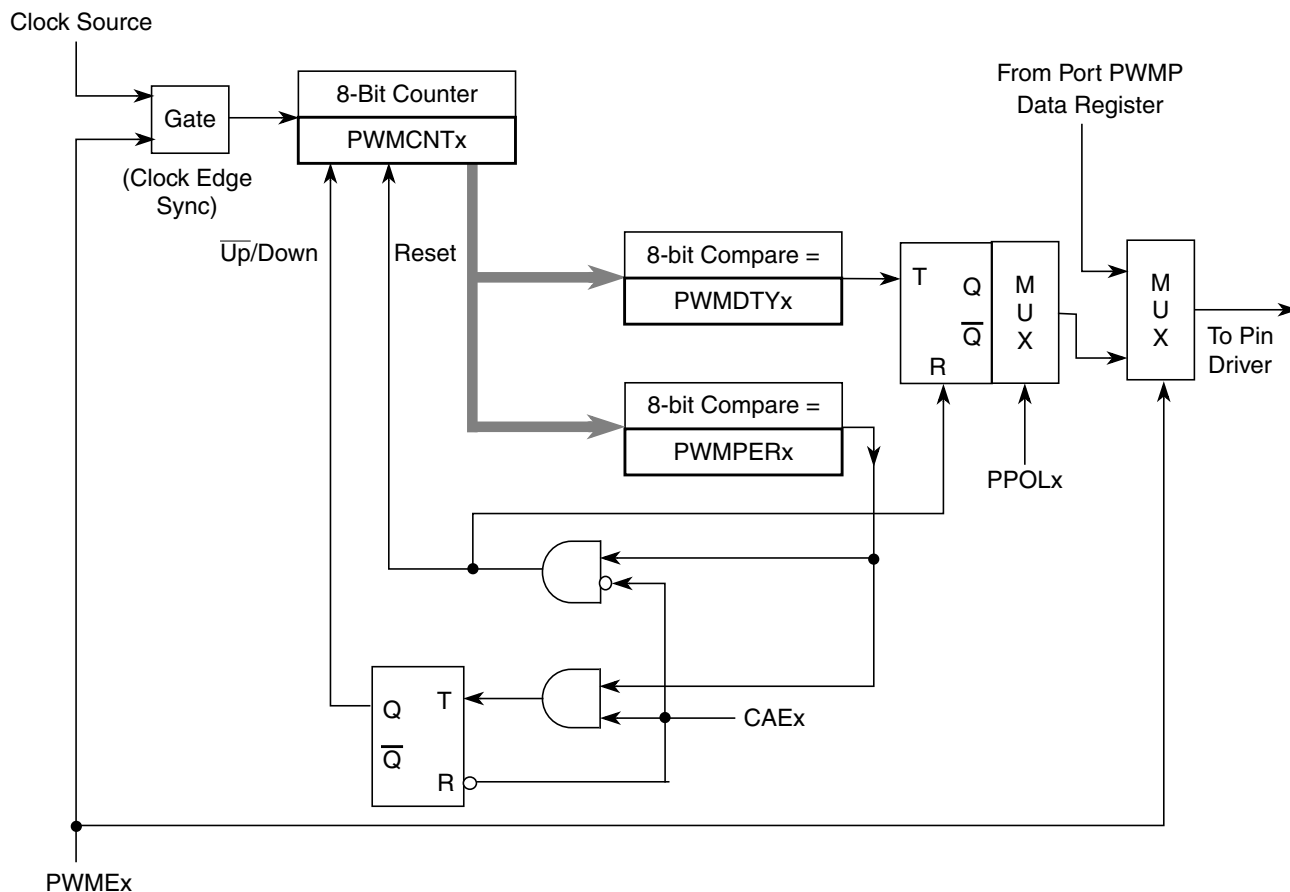 Clock Source
8-Bit Counter
PWMCNTx
Gate
(Clock Edge
Sync)
From Port PWMP
Data Register
U̅p̅/Down
Reset
8-bit Compare =
PWMDTYx
T
Q
Q̅
R
M
U
X
M
U
X
To Pin
Driver
8-bit Compare =
PWMPERx
PPOLx
Q
T
Q̅
R
CAEx
PWMEx